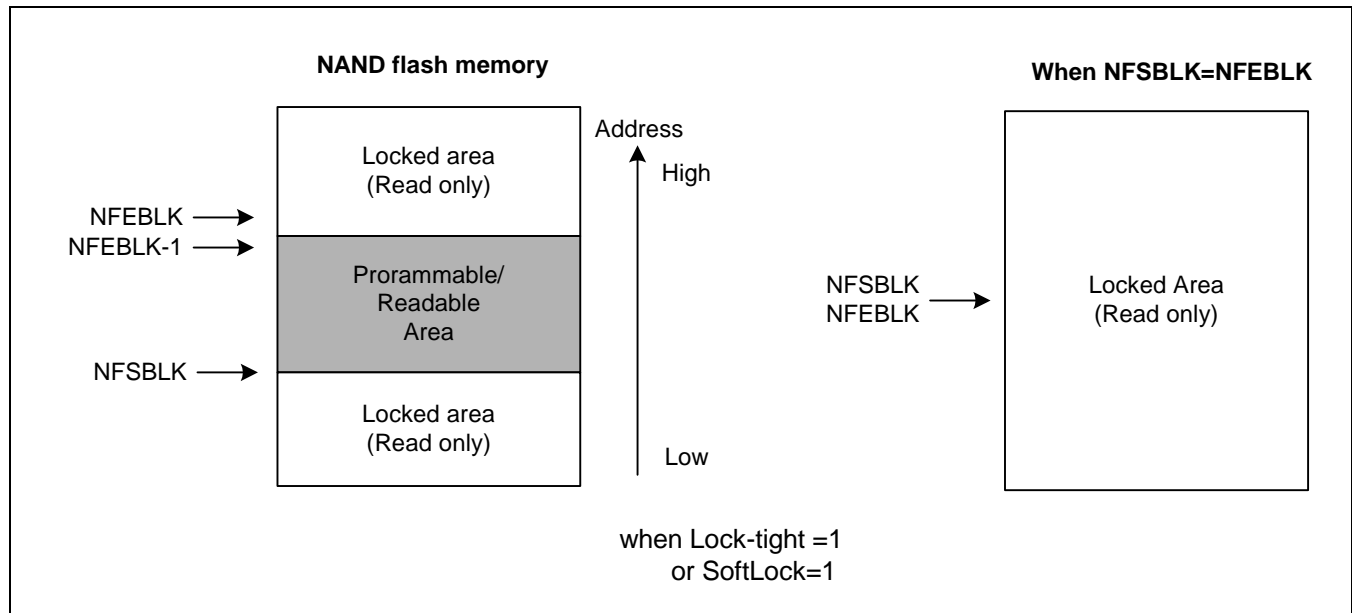 NAND flash memory
Locked area
(Read only)
NFEBLK
NFEBLK-1
Prorammable/
Readable
Area
NFSBLK
Locked area
(Read only)
Address
High
Low
when Lock-tight =1
or SoftLock=1
When NFSBLK=NFEBLK
NFSBLK
NFEBLK
Locked Area
(Read only)